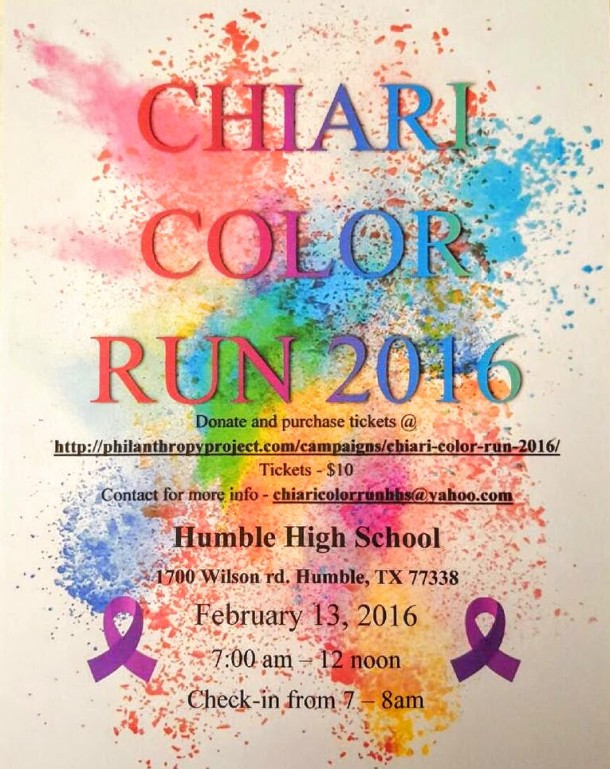 CHIARI
COLOR
RUN 2016
Donate and purchase tickets @
http://philanthropyproject.com/campaigns/chiari-color-run-2016/
Tickets - $10
Contact for more info - chiaricolorrunhhs@yahoo.com
Humble High School
1700 Wilson rd. Humble, TX 77338
February 13, 2016
7:00 am – 12 noon
Check-in from 7 – 8am